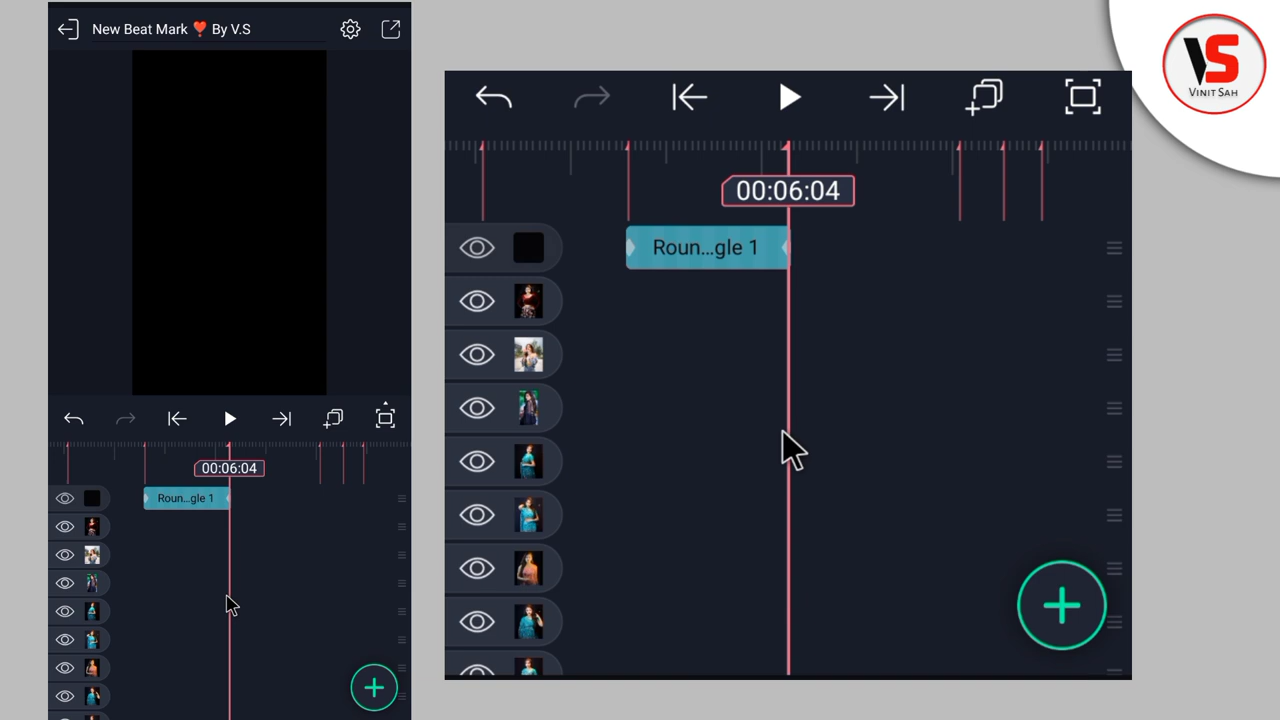 New Beat Mark ❤️ By V.S
00:06:04
Roun...gle 1
00:06:04
Roun...gle 1
VS
VINIT SAH